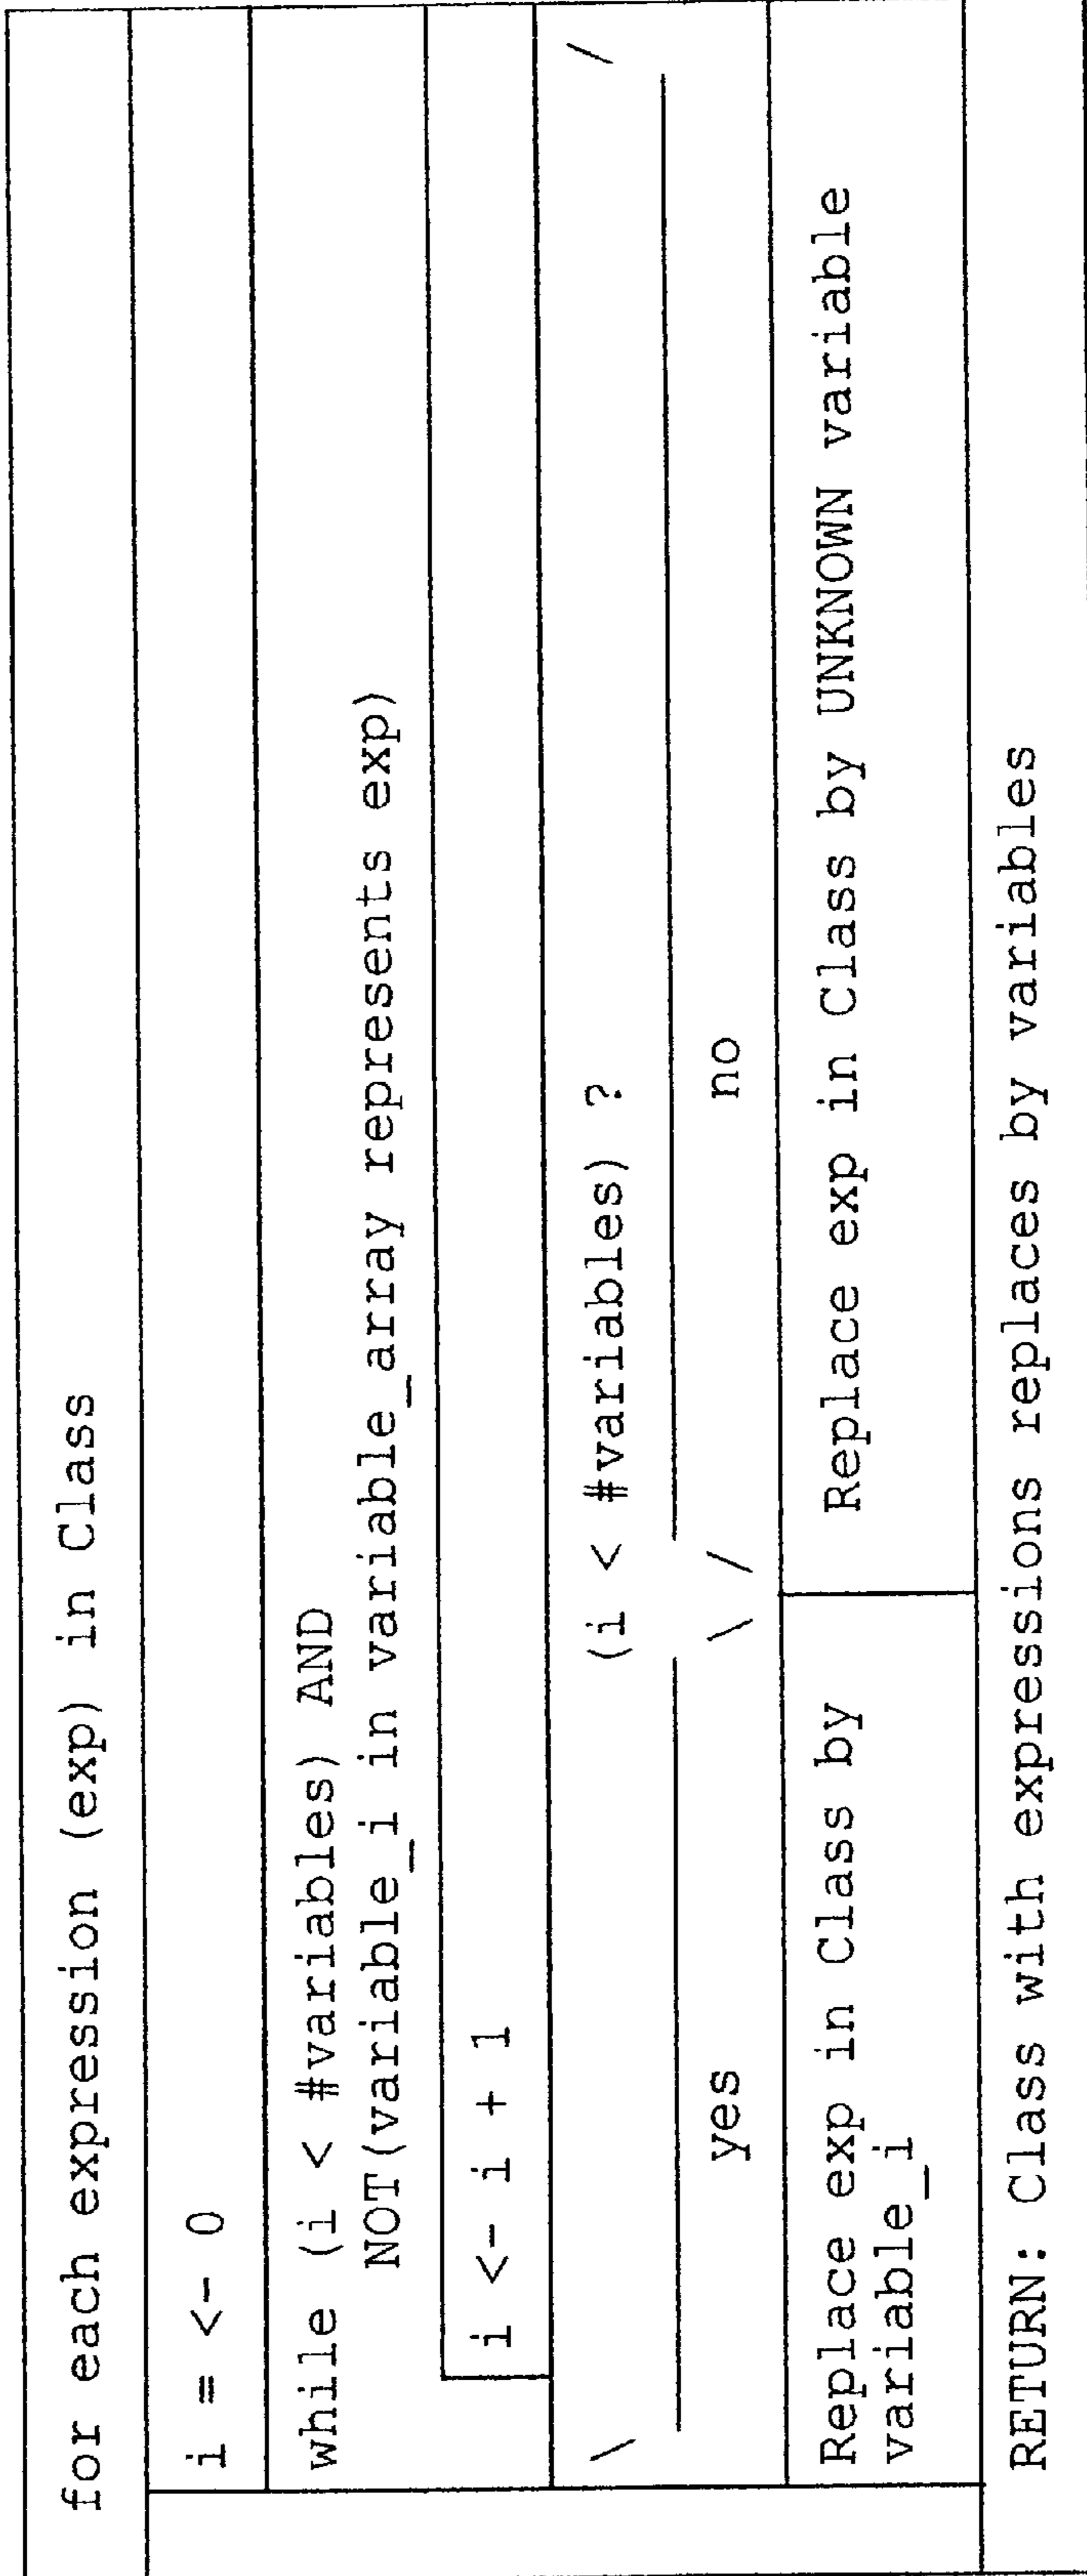 for each expression (exp) in Class
i = <- 0
while (i < #variables) AND
NOT(variable_i in variable_array represents exp)
i <- i + 1
(i < #variables) ?
yes
no
Replace exp in Class by
variable_i
Replace exp in Class by UNKNOWN variable
RETURN: Class with expressions replaces by variables